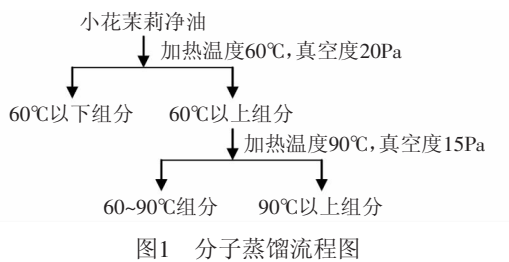 小花茉莉净油
加热温度60℃,真空度20Pa
60℃以下组分 60℃以上组分
加热温度90℃,真空度15Pa
60~90℃组分 90℃以上组分
图1 分子蒸馏流程图